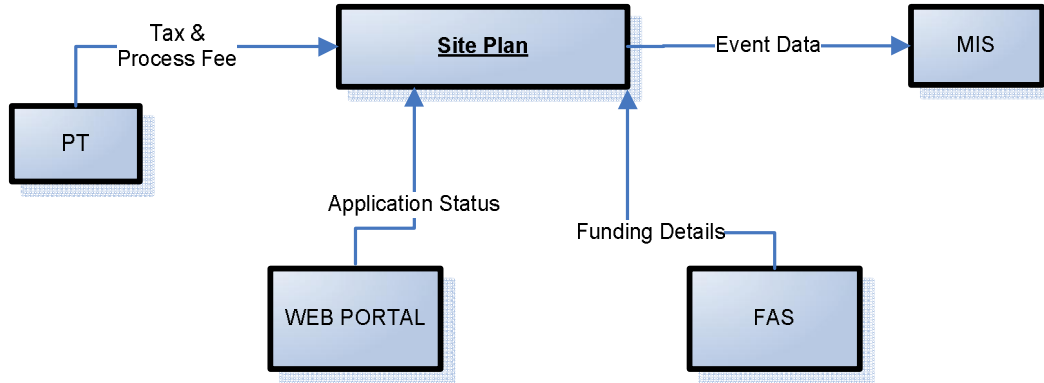 Tax &
Process Fee
Site Plan
Event Data
MIS
PT
Application Status
Funding Details
WEB PORTAL
FAS